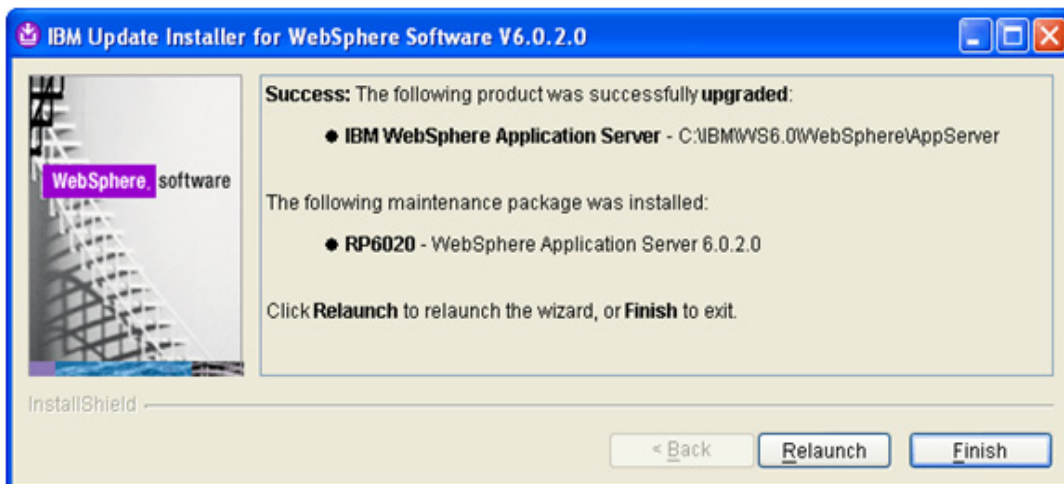 IBM Update Installer for WebSphere Software V6.0.2.0
WebSphere. software
Success: The following product was successfully upgraded:
● IBM WebSphere Application Server - C:\IBM\WS6.0\WebSphere\AppServer
The following maintenance package was installed:
● RP6020 - WebSphere Application Server 6.0.2.0
Click Relaunch to relaunch the wizard, or Finish to exit.
InstallShield
< Back Relaunch Finish